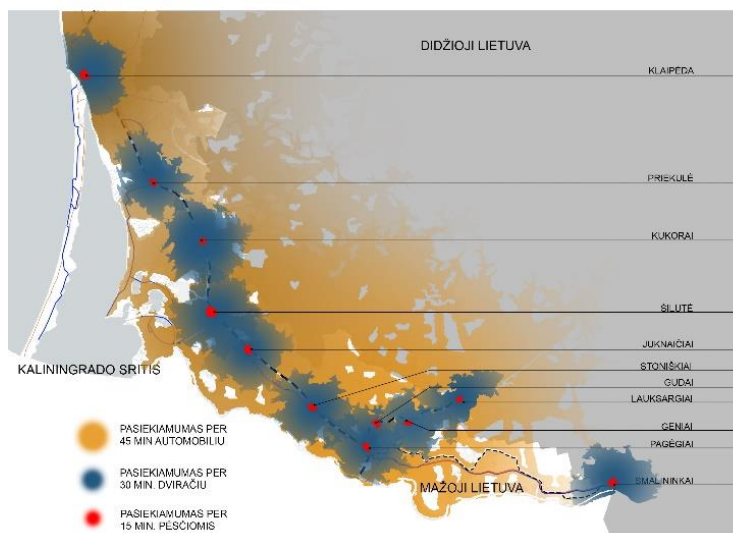 DIDŽIOJI LIETUVA
KLAIPĖDA
PRIEKULĖ
KUKORAI
ŠILUTĖ
JUKNAIČIAI
STONIŠKIAI
GUDAI
LAUKSARGIAI
GENIAI
PAGĖGIAI
SMALININKAI
KALININGRADO SRITIS
MAŽOJI LIETUVA
PASIEKIAMUMAS PER
45 MIN AUTOMOBILIU
PASIEKIAMUMAS PER
30 MIN. DVIRAČIU
PASIEKIAMUMAS PER
15 MIN. PĖSČIOMIS